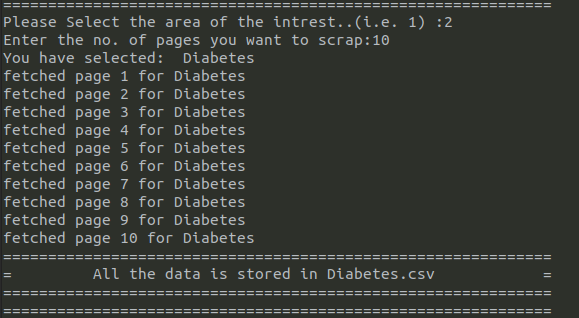 =============================================================
Please Select the area of the intrest..(i.e. 1) :2
Enter the no. of pages you want to scrap:10
You have selected:  Diabetes
fetched page 1 for Diabetes
fetched page 2 for Diabetes
fetched page 3 for Diabetes
fetched page 4 for Diabetes
fetched page 5 for Diabetes
fetched page 6 for Diabetes
fetched page 7 for Diabetes
fetched page 8 for Diabetes
fetched page 9 for Diabetes
fetched page 10 for Diabetes
=============================================================
=         All the data is stored in Diabetes.csv            =
=============================================================
=============================================================